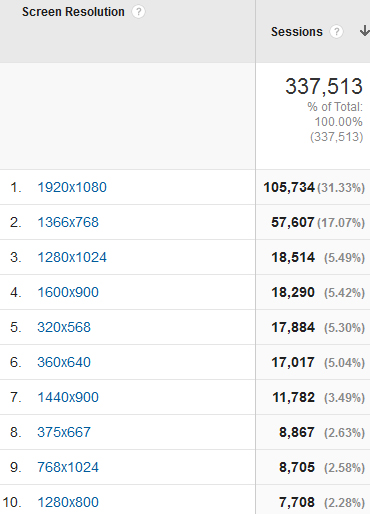 Screen Resolution ?
Sessions ?
337,513
% of Total:
100.00%
(337,513)
1. 1920x1080 105,734 (31.33%)
2. 1366x768 57,607 (17.07%)
3. 1280x1024 18,514 (5.49%)
4. 1600x900 18,290 (5.42%)
5. 320x568 17,884 (5.30%)
6. 360x640 17,017 (5.04%)
7. 1440x900 11,782 (3.49%)
8. 375x667 8,867 (2.63%)
9. 768x1024 8,705 (2.58%)
10. 1280x800 7,708 (2.28%)